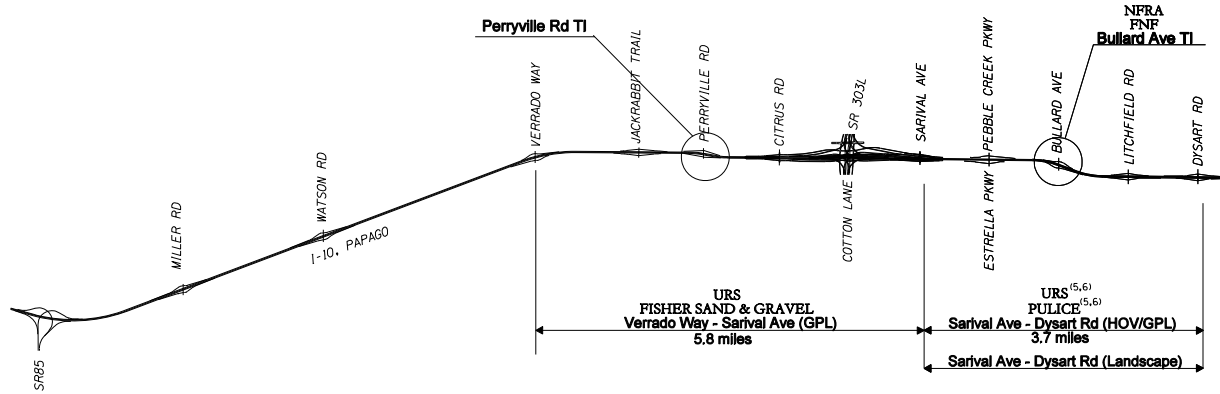 NFRA
FNF
Bullard Ave TI
Perryville Rd TI
VERRADO WAY
JACKRABBIT TRAIL
PERRYVILLE RD
CITRUS RD
SR 303L
SARIVAL AVE
PEBBLE CREEK PKWY
BULLARD AVE
LITCHFIELD RD
DYSART RD
COTTON LANE
ESTRELLA PKWY
MILLER RD
WATSON RD
I-10, PAPAGO
SR85
URS
FISHER SAND & GRAVEL
Verrado Way - Sarival Ave (GPL)
5.8 miles
URS (5,6)
PULICE (5,6)
Sarival Ave - Dysart Rd (HOV/GPL)
3.7 miles
Sarival Ave - Dysart Rd (Landscape)